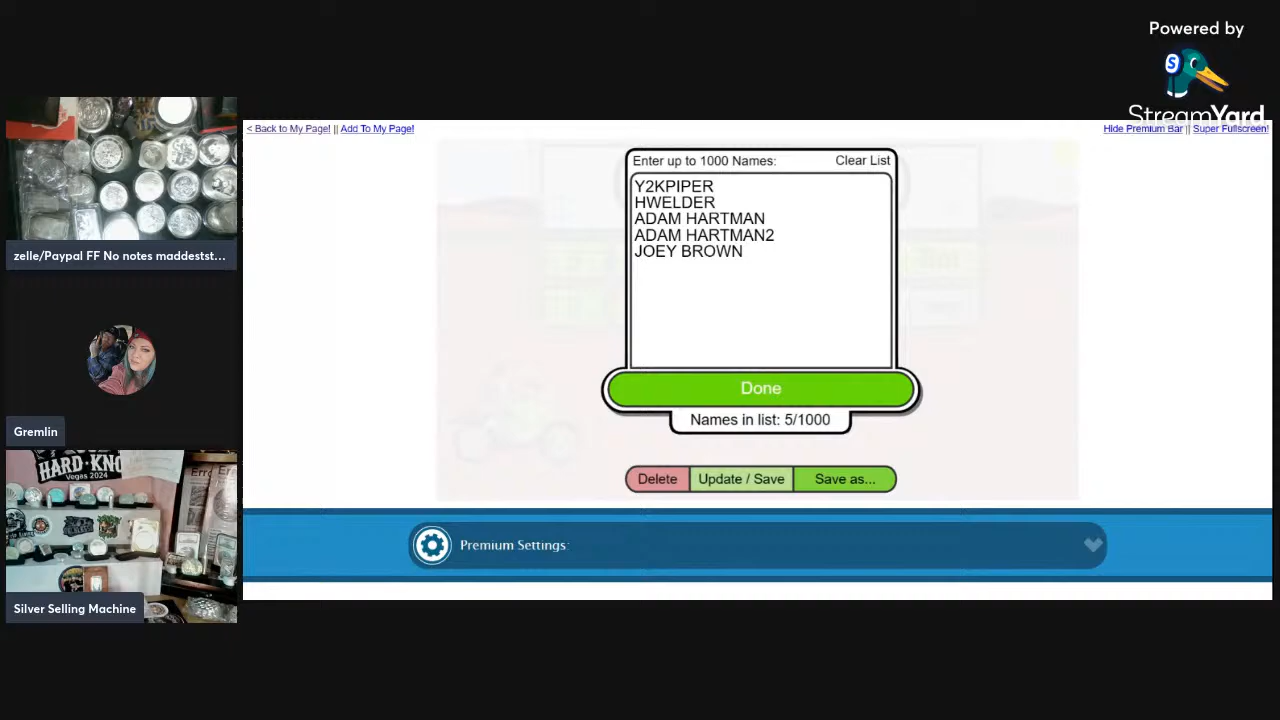 Powered by
StreamYard
< Back to My Page! || Add To My Page!
Hide Premium Bar || Super Fullscreen!
Enter up to 1000 Names:
Clear List
Y2KPIPER
HWELDER
ADAM HARTMAN
ADAM HARTMAN2
JOEY BROWN
Done
Names in list: 5/1000
Delete
Update / Save
Save as...
Premium Settings:
zelle/Paypal FF No notes maddestst...
Gremlin
HARD·KNO
Vegas 2024
Erro
Silver Selling Machine